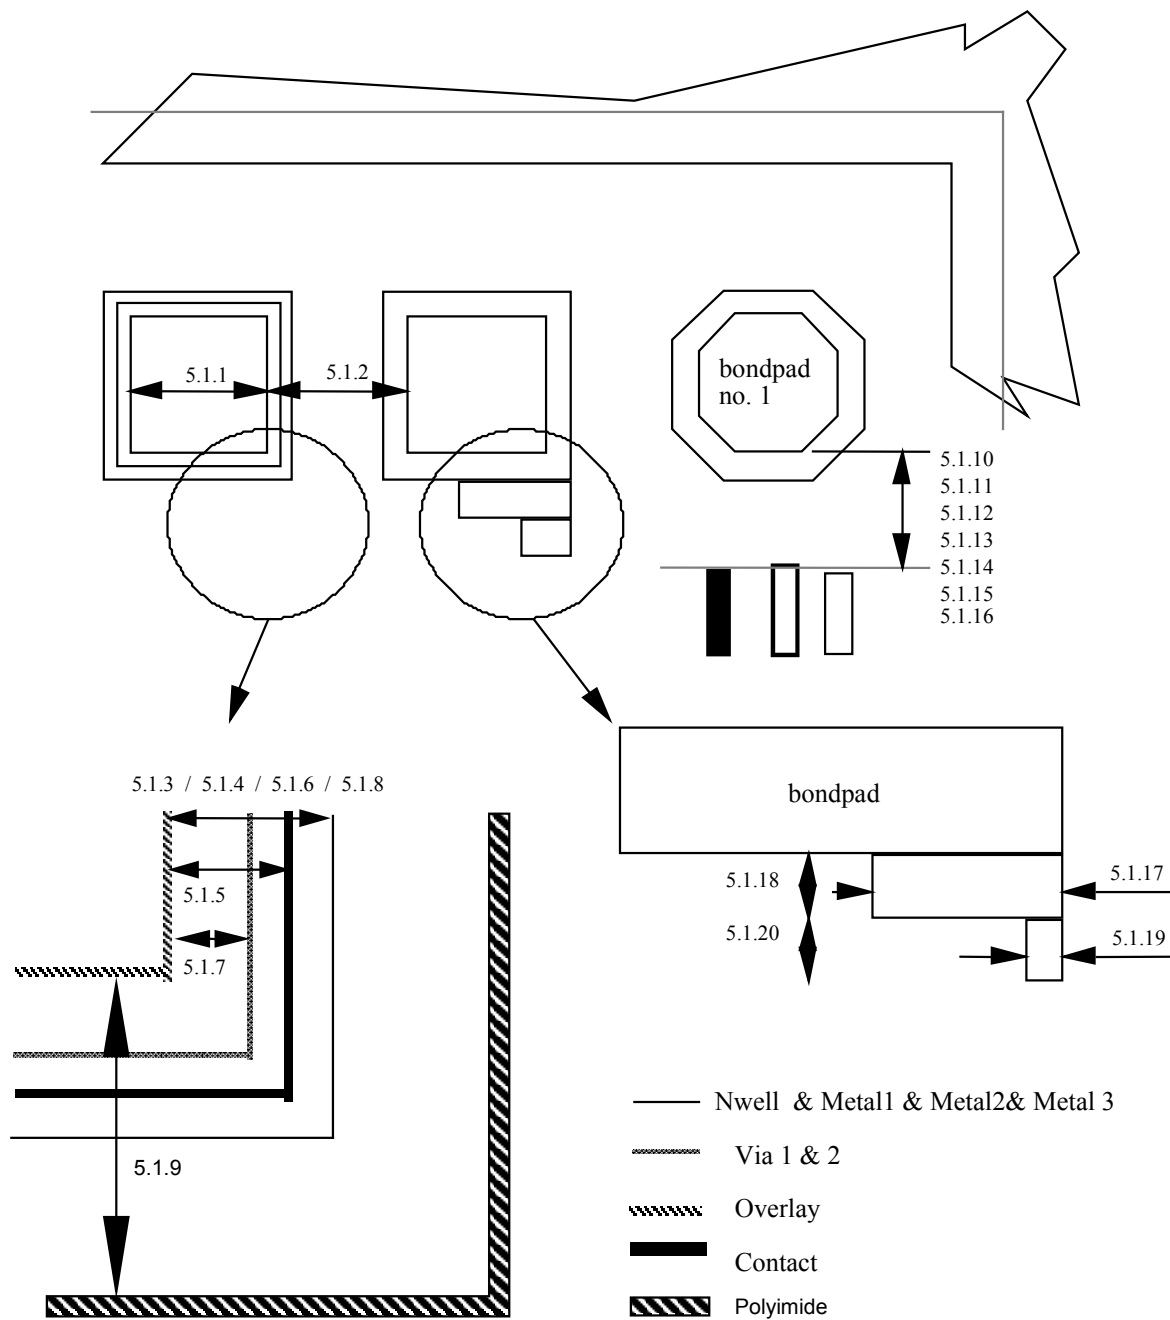 5.1.1
5.1.2
bondpad
no. 1
5.1.10
5.1.11
5.1.12
5.1.13
5.1.14
5.1.15
5.1.16
5.1.3 / 5.1.4 / 5.1.6 / 5.1.8
5.1.5
5.1.7
5.1.9
bondpad
5.1.18
5.1.17
5.1.20
5.1.19
Nwell & Metal1 & Metal2& Metal 3
Via 1 & 2
Overlay
Contact
Polyimide